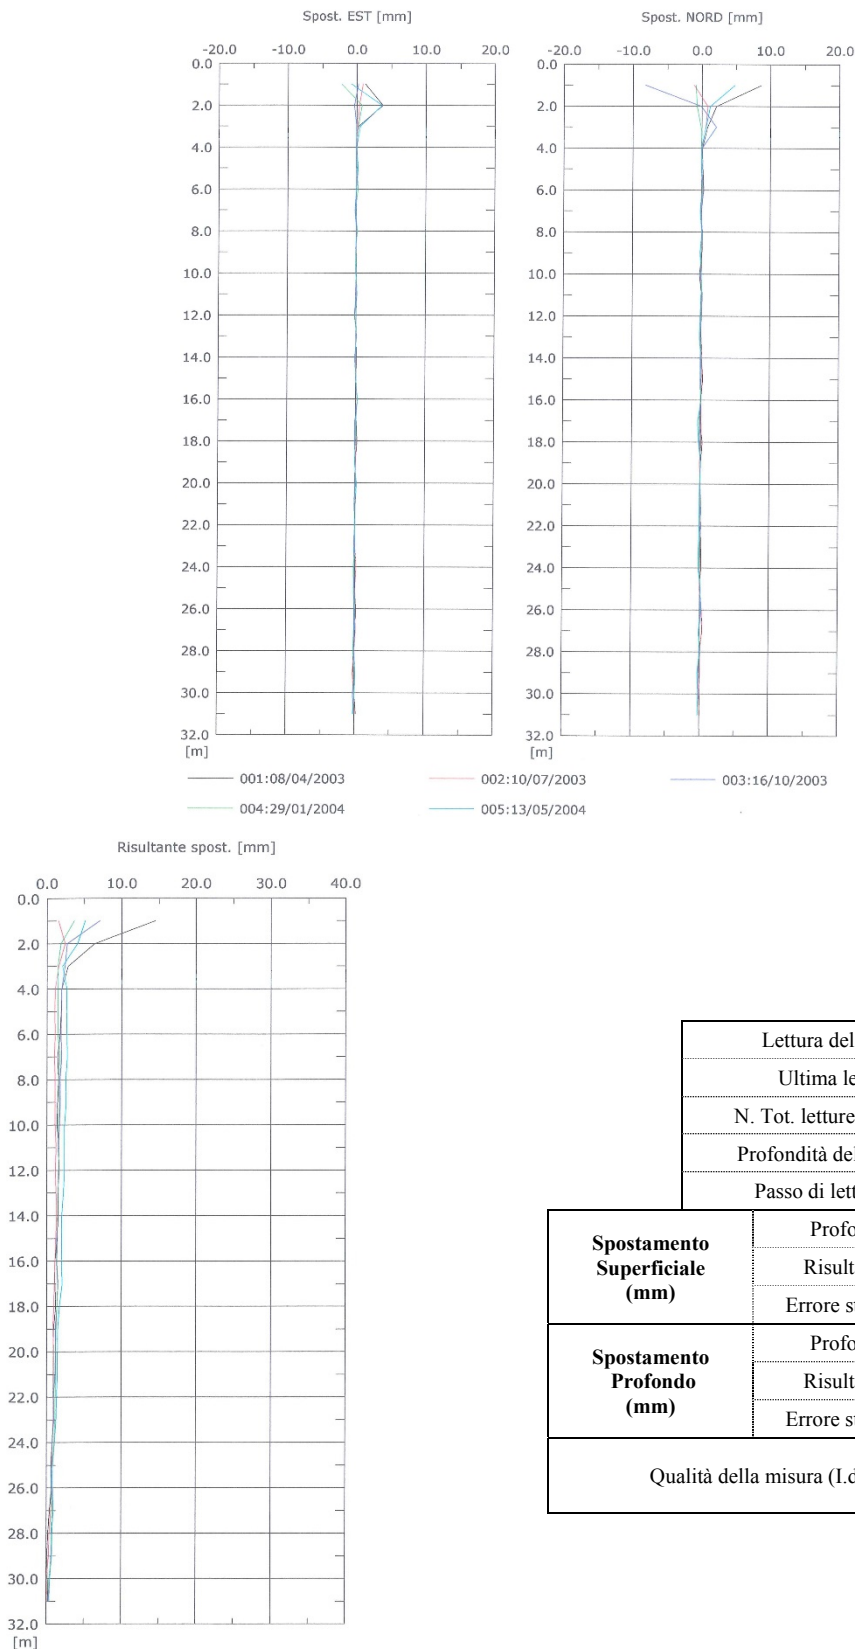 Spost. EST [mm]
-20.0 -10.0 0.0 10.0 20.0
0.0
2.0
4.0
6.0
8.0
10.0
12.0
14.0
16.0
18.0
20.0
22.0
24.0
26.0
28.0
30.0
32.0
[m]
Spost. NORD [mm]
-20.0 -10.0 0.0 10.0 20.0
0.0
2.0
4.0
6.0
8.0
10.0
12.0
14.0
16.0
18.0
20.0
22.0
24.0
26.0
28.0
30.0
32.0
[m]
001:08/04/2003 002:10/07/2003 003:16/10/2003
004:29/01/2004 005:13/05/2004
Risultante spost. [mm]
0.0 10.0 20.0 30.0 40.0
0.0
2.0
4.0
6.0
8.0
10.0
12.0
14.0
16.0
18.0
20.0
22.0
24.0
26.0
28.0
30.0
32.0
[m]
Lettura del
Ultima le
N. Tot. letture
Profondità del
Passo di lett
Spostamento
Superficiale
(mm)
Profo
Risult
Errore s
Spostamento
Profondo
(mm)
Profo
Risult
Errore s
Qualità della misura (I.d